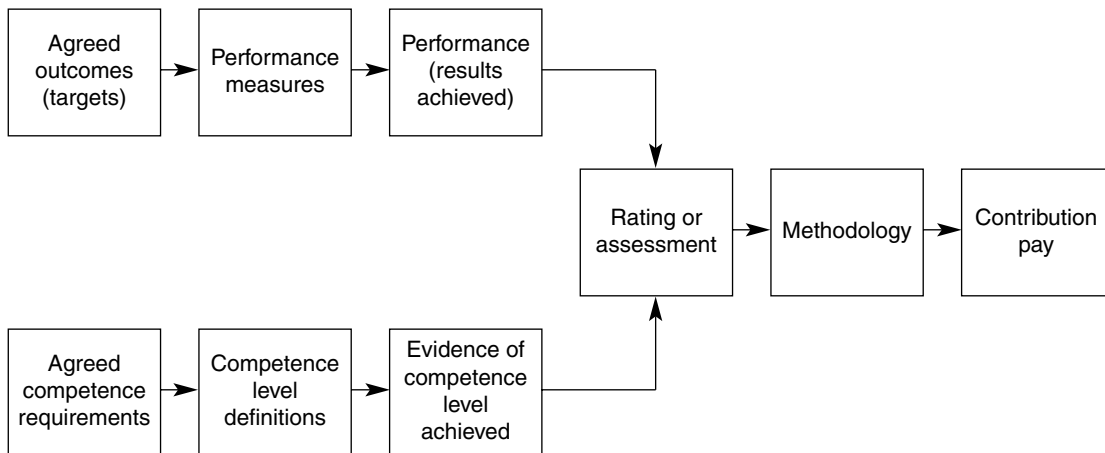 Agreed
outcomes
(targets)
Performance
measures
Performance
(results
achieved)
Rating or
assessment
Methodology
Contribution
pay
Agreed
competence
requirements
Competence
level
definitions
Evidence of
competence
level
achieved